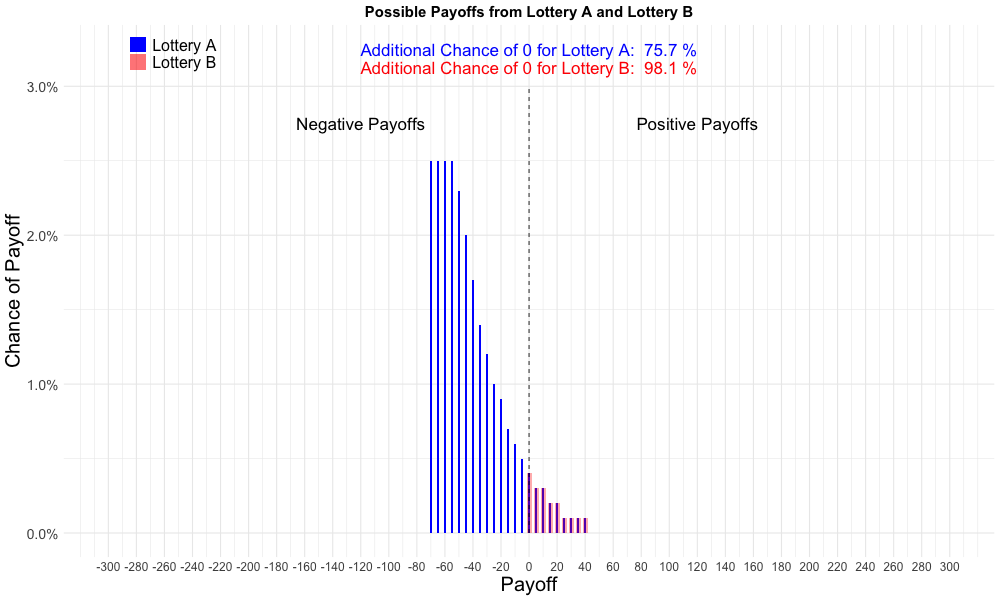 Possible Payoffs from Lottery A and Lottery B
Lottery A
Lottery B
Additional Chance of 0 for Lottery A: 75.7 %
Additional Chance of 0 for Lottery B: 98.1 %
Negative Payoffs
Positive Payoffs
Chance of Payoff
3.0%
2.0%
1.0%
0.0%
-300 -280 -260 -240 -220 -200 -180 -160 -140 -120 -100 -80 -60 -40 -20 0 20 40 60 80 100 120 140 160 180 200 220 240 260 280 300
Payoff